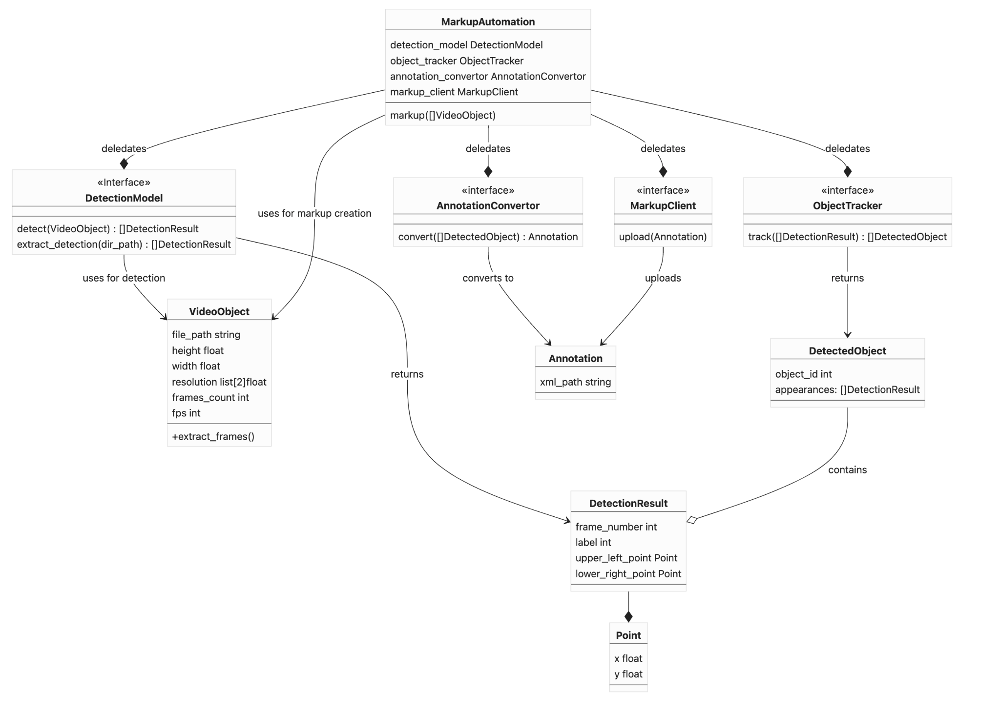 MarkupAutomation
detection_model DetectionModel
object_tracker ObjectTracker
annotation_convertor AnnotationConvertor
markup_client MarkupClient
markup([]VideoObject)
deledates
deledates
deledates
deledates
«Interface»
DetectionModel
detect(VideoObject) : []DetectionResult
extract_detection(dir_path) : []DetectionResult
uses for markup creation
«interface»
AnnotationConvertor
convert([]DetectedObject) : Annotation
«interface»
MarkupClient
upload(Annotation)
«interface»
ObjectTracker
track([]DetectionResult) : []DetectedObject
uses for detection
converts to
uploads
returns
VideoObject
file_path string
height float
width float
resolution list[2]float
frames_count int
fps int
+extract_frames()
returns
Annotation
xml_path string
DetectedObject
object_id int
appearances: []DetectionResult
contains
DetectionResult
frame_number int
label int
upper_left_point Point
lower_right_point Point
Point
x float
y float